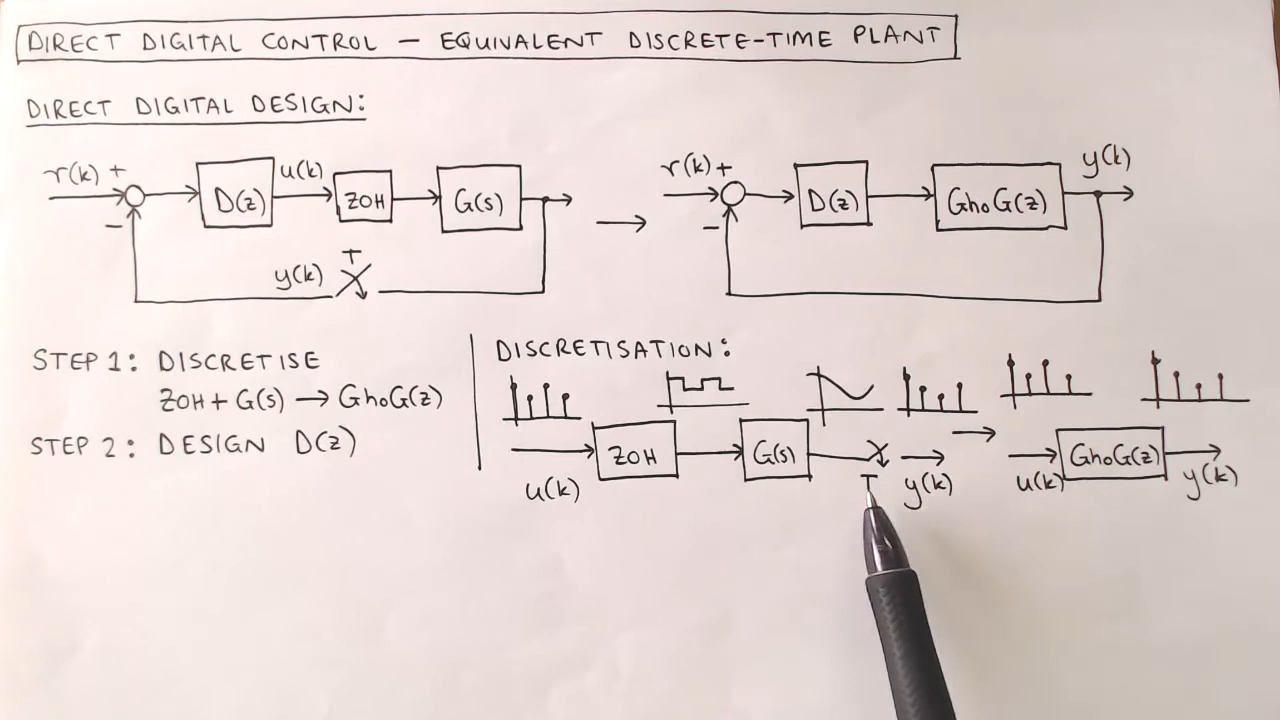 DIRECT DIGITAL CONTROL – EQUIVALENT DISCRETE-TIME PLANT
DIRECT DIGITAL DESIGN:
r(k) + D(z) u(k) ZOH G(s)
–
T
y(k)
r(k) + D(z) GhoG(z) y(k)
–
STEP 1: DISCRETISE
ZOH + G(s) → GhoG(z)
STEP 2: DESIGN D(z)
DISCRETISATION:
u(k) ZOH G(s) T y(k)
→
u(k) GhoG(z) y(k)